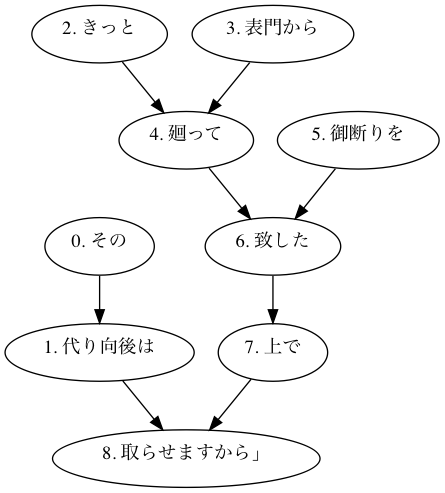 2. きっと
3. 表門から
4. 廻って
5. 御断りを
0. その
6. 致した
1. 代り向後は
7. 上で
8. 取らせますから」